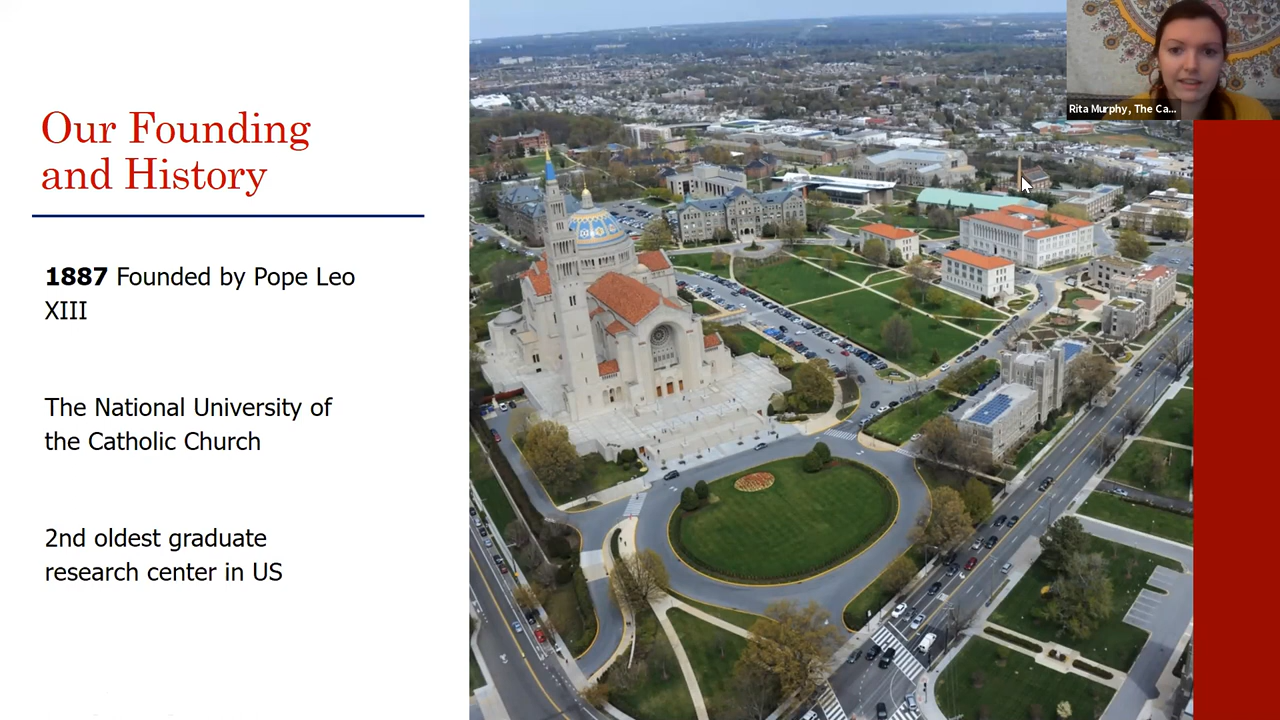 Our Founding
and History
1887 Founded by Pope Leo
XIII
The National University of
the Catholic Church
2nd oldest graduate
research center in US
Rita Murphy, The Ca...